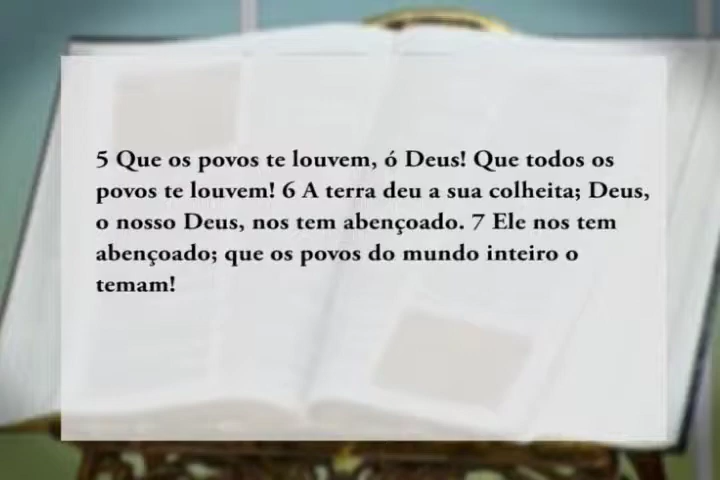 5 Que os povos te louvem, ó Deus! Que todos os
povos te louvem! 6 A terra deu a sua colheita; Deus,
o nosso Deus, nos tem abençoado. 7 Ele nos tem
abençoado; que os povos do mundo inteiro o
temam!